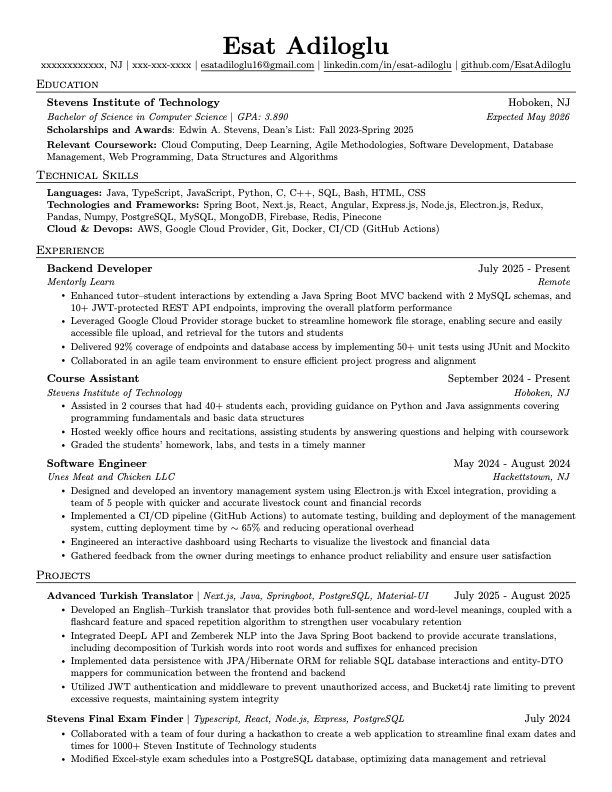 Esat Adiloglu
xxxxxxxxxxxx, NJ | xxx-xxx-xxxx | esatadiloglu16@gmail.com | linkedin.com/in/esat-adiloglu | github.com/EsatAdiloglu
Education
Stevens Institute of Technology Hoboken, NJ
Bachelor of Science in Computer Science | GPA: 3.890 Expected May 2026
Scholarships and Awards: Edwin A. Stevens, Dean's List: Fall 2023-Spring 2025
Relevant Coursework: Cloud Computing, Deep Learning, Agile Methodologies, Software Development, Database
Management, Web Programming, Data Structures and Algorithms
Technical Skills
Languages: Java, TypeScript, JavaScript, Python, C, C++, SQL, Bash, HTML, CSS
Technologies and Frameworks: Spring Boot, Next.js, React, Angular, Express.js, Node.js, Electron.js, Redux,
Pandas, Numpy, PostgreSQL, MySQL, MongoDB, Firebase, Redis, Pinecone
Cloud & Devops: AWS, Google Cloud Provider, Git, Docker, CI/CD (GitHub Actions)
Experience
Backend Developer July 2025 - Present
Mentorly Learn Remote
• Enhanced tutor–student interactions by extending a Java Spring Boot MVC backend with 2 MySQL schemas, and
10+ JWT-protected REST API endpoints, improving the overall platform performance
• Leveraged Google Cloud Provider storage bucket to streamline homework file storage, enabling secure and easily
accessible file upload, and retrieval for the tutors and students
• Delivered 92% coverage of endpoints and database access by implementing 50+ unit tests using JUnit and Mockito
• Collaborated in an agile team environment to ensure efficient project progress and alignment
Course Assistant September 2024 - Present
Stevens Institute of Technology Hoboken, NJ
• Assisted in 2 courses that had 40+ students each, providing guidance on Python and Java assignments covering
programming fundamentals and basic data structures
• Hosted weekly office hours and recitations, assisting students by answering questions and helping with coursework
• Graded the students' homework, labs, and tests in a timely manner
Software Engineer May 2024 - August 2024
Unes Meat and Chicken LLC Hackettstown, NJ
• Designed and developed an inventory management system using Electron.js with Excel integration, providing a
team of 5 people with quicker and accurate livestock count and financial records
• Implemented a CI/CD pipeline (GitHub Actions) to automate testing, building and deployment of the management
system, cutting deployment time by ∼ 65% and reducing operational overhead
• Engineered an interactive dashboard using Recharts to visualize the livestock and financial data
• Gathered feedback from the owner during meetings to enhance product reliability and ensure user satisfaction
Projects
Advanced Turkish Translator | Next.js, Java, Springboot, PostgreSQL, Material-UI July 2025 - August 2025
• Developed an English–Turkish translator that provides both full-sentence and word-level meanings, coupled with a
flashcard feature and spaced repetition algorithm to strengthen user vocabulary retention
• Integrated DeepL API and Zemberek NLP into the Java Spring Boot backend to provide accurate translations,
including decomposition of Turkish words into root words and suffixes for enhanced precision
• Implemented data persistence with JPA/Hibernate ORM for reliable SQL database interactions and entity-DTO
mappers for communication between the frontend and backend
• Utilized JWT authentication and middleware to prevent unauthorized access, and Bucket4j rate limiting to prevent
excessive requests, maintaining system integrity
Stevens Final Exam Finder | Typescript, React, Node.js, Express, PostgreSQL July 2024
• Collaborated with a team of four during a hackathon to create a web application to streamline final exam dates and
times for 1000+ Steven Institute of Technology students
• Modified Excel-style exam schedules into a PostgreSQL database, optimizing data management and retrieval